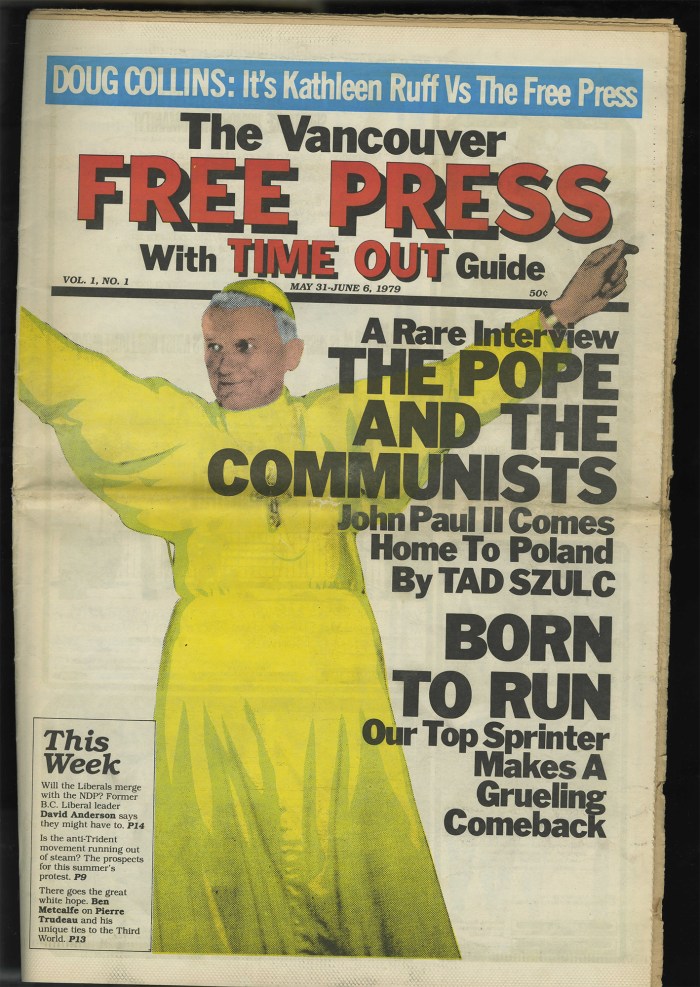 DOUG COLLINS: It's Kathleen Ruff Vs The Free Press
The Vancouver
FREE PRESS
With TIME OUT Guide
VOL. 1, NO. 1
MAY 31-JUNE 6, 1979
50¢
A Rare Interview
THE POPE
AND THE
COMMUNISTS
John Paul II Comes
Home To Poland
By TAD SZULC
BORN
TO RUN
Our Top Sprinter
Makes A
Grueling
Comeback
This
Week
Will the Liberals merge
with the NDP? Former
B.C. Liberal leader
David Anderson says
they might have to. P14
Is the anti-Trident
movement running out
of steam? The prospects
for this summer's
protest. P9
There goes the great
white hope. Ben
Metcalfe on Pierre
Trudeau and his
unique ties to the Third
World. P13